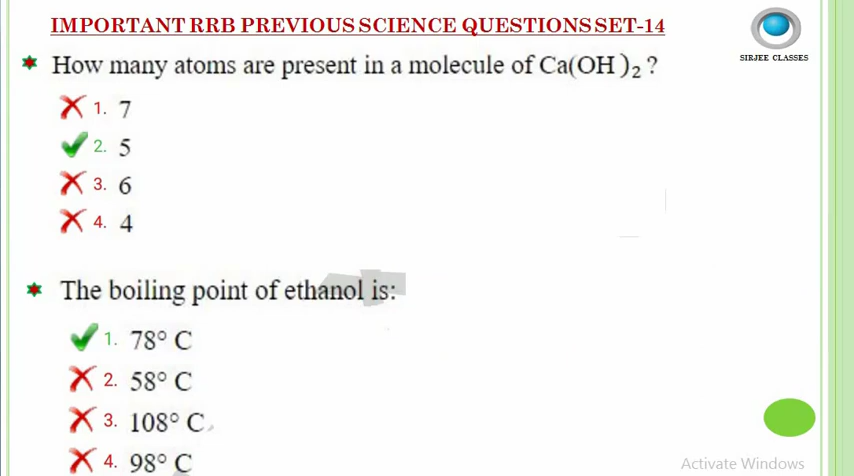 IMPORTANT RRB PREVIOUS SCIENCE QUESTIONS SET-14
SIRJEE CLASSES
How many atoms are present in a molecule of Ca(OH)₂ ?
1. 7
2. 5
3. 6
4. 4
The boiling point of ethanol is:
1. 78° C
2. 58° C
3. 108° C
4. 98° C
Activate Windows